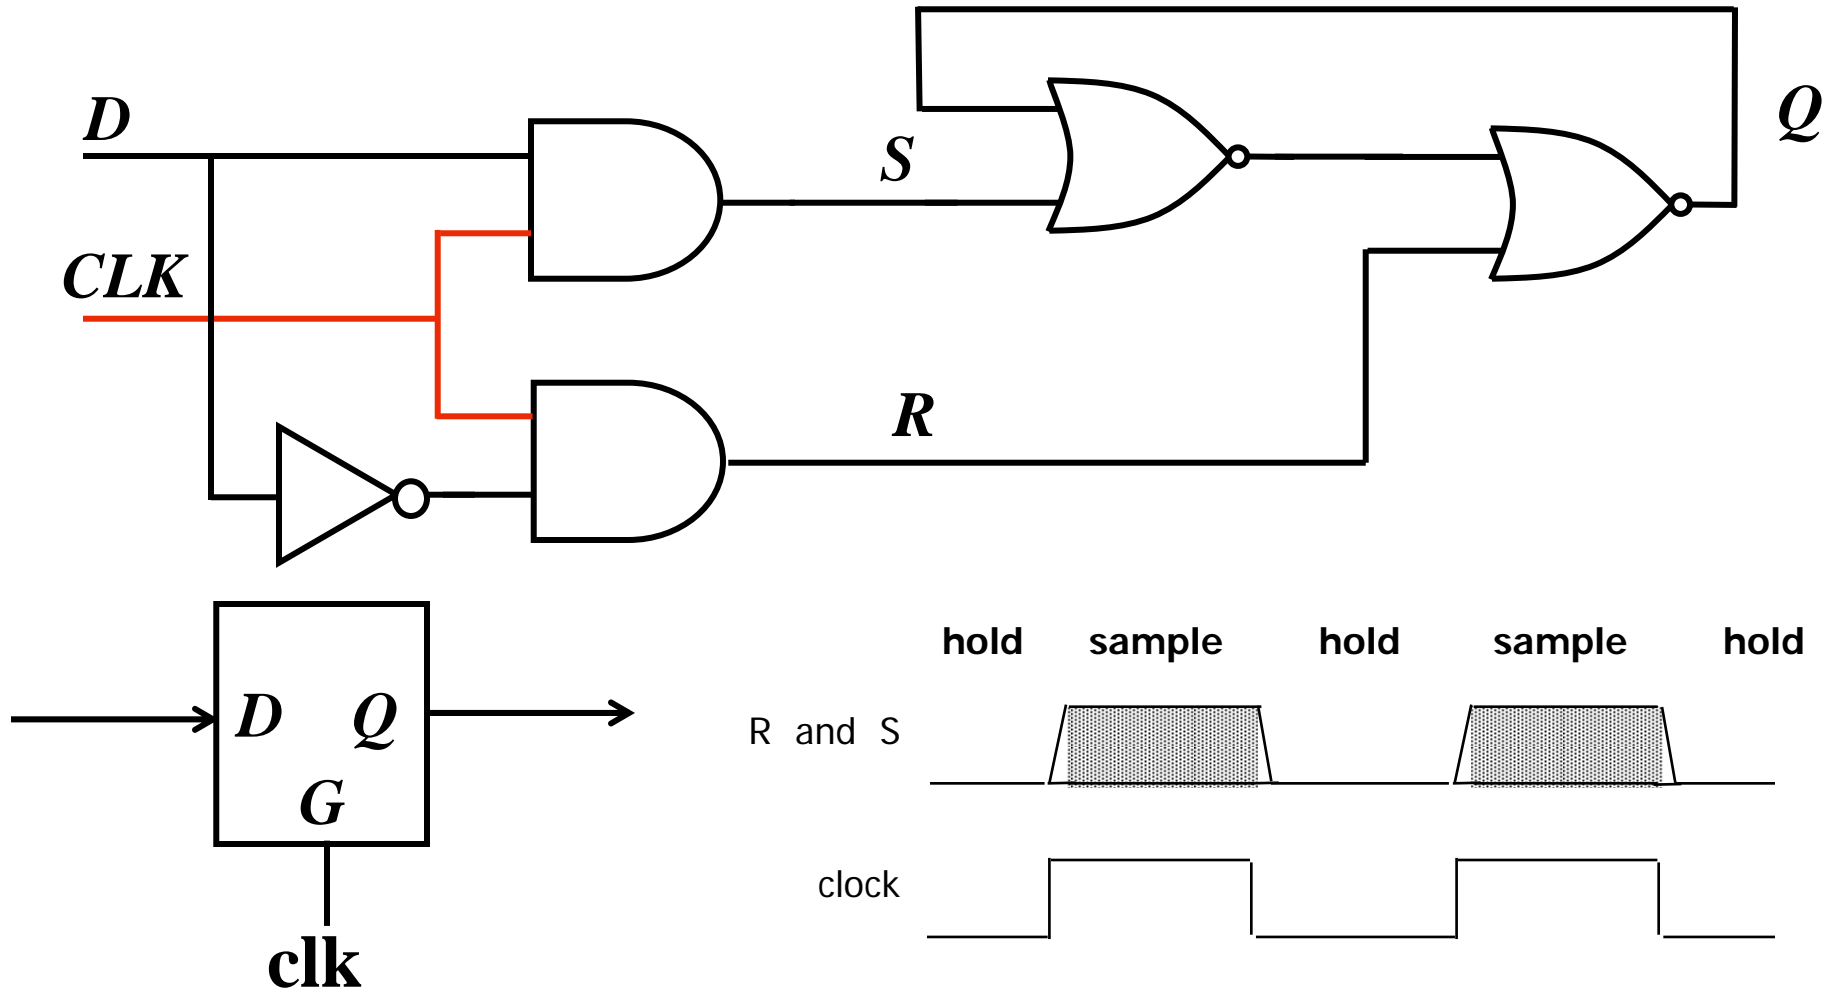 D
Q
S
CLK
R
hold sample hold sample hold
D Q
R and S
G
clock
clk